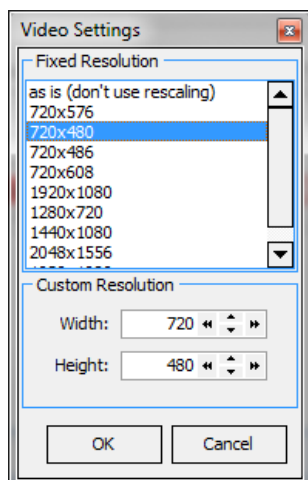 Video Settings
Fixed Resolution
as is (don't use rescaling)
720x576
720x480
720x486
720x608
1920x1080
1280x720
1440x1080
2048x1556
Custom Resolution
Width: 720
Height: 480
OK Cancel